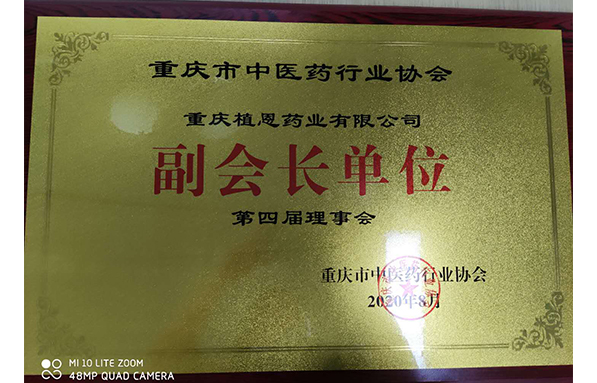 重庆市中医药行业协会
重庆植恩药业有限公司
副会长单位
第四届理事会
重庆市中医药行业协会
2020年8月
MI 10 LITE ZOOM
48MP QUAD CAMERA